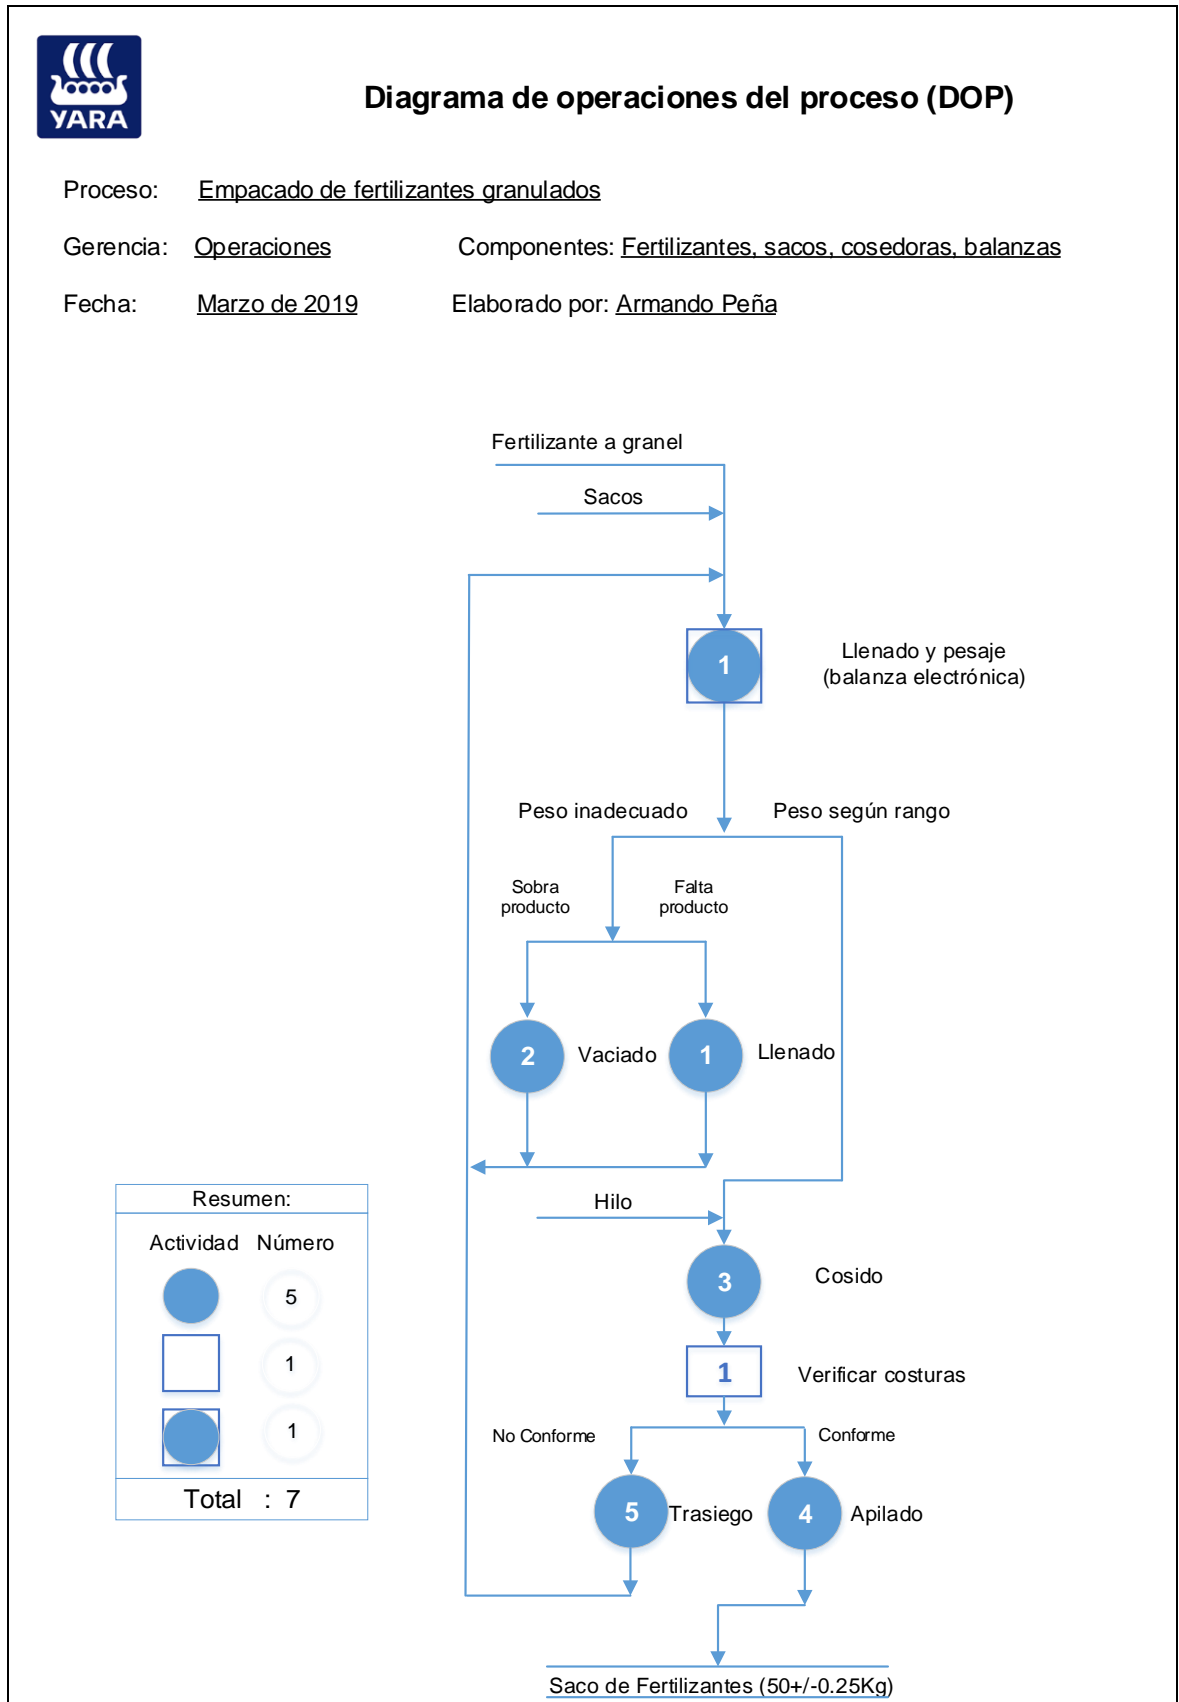 YARA
Diagrama de operaciones del proceso (DOP)
Proceso: Empacado de fertilizantes granulados
Gerencia: Operaciones Componentes: Fertilizantes, sacos, cosedoras, balanzas
Fecha: Marzo de 2019 Elaborado por: Armando Peña
Fertilizante a granel
Sacos
1
Llenado y pesaje
(balanza electrónica)
Peso inadecuado
Peso según rango
Sobra
producto
Falta
producto
2
Vaciado
1
Llenado
Hilo
3
Cosido
1
Verificar costuras
No Conforme
Conforme
5
Trasiego
4
Apilado
Saco de Fertilizantes (50+/-0.25Kg)
Resumen:
Actividad Número
5
1
1
Total : 7